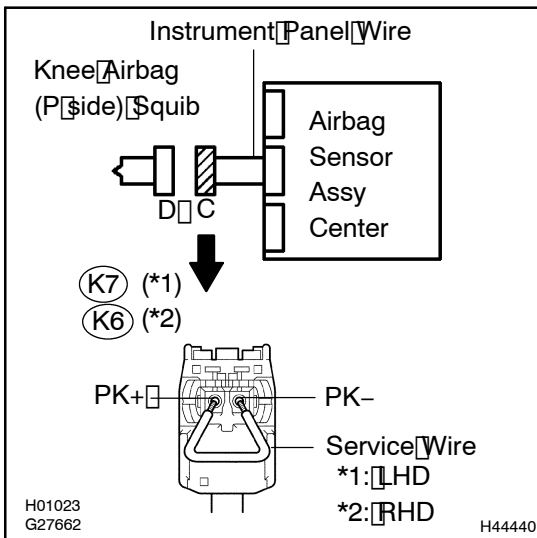 Instrument Panel Wire
Knee Airbag
(P side) Squib
Airbag
Sensor
Assy
Center
D C
K7 (*1)
K6 (*2)
PK+
PK−
Service Wire
*1: LHD
*2: RHD
H01023
G27662
H44440